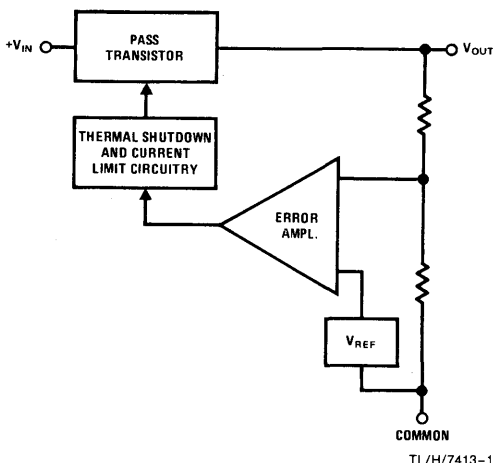 +VIN
PASS
TRANSISTOR
VOUT
THERMAL SHUTDOWN
AND CURRENT
LIMIT CIRCUITRY
ERROR
AMPL.
VREF
COMMON
TL/H/7413-1